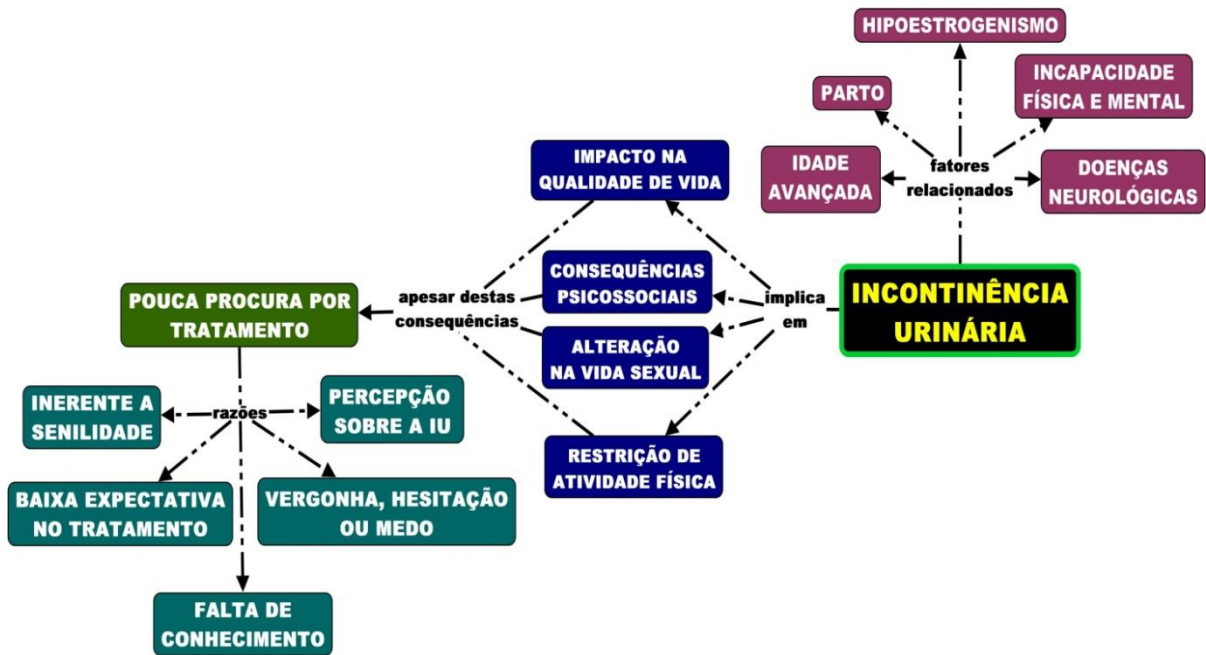 HIPOESTROGENISMO
PARTO
INCAPACIDADE
FÍSICA E MENTAL
IDADE
AVANÇADA
fatores
relacionados
DOENÇAS
NEUROLÓGICAS
INCONTINÊNCIA
URINÁRIA
implica
em
IMPACTO NA
QUALIDADE DE VIDA
CONSEQUÊNCIAS
PSICOSSOCIAIS
ALTERAÇÃO
NA VIDA SEXUAL
RESTRIÇÃO DE
ATIVIDADE FÍSICA
apesar destas
consequências
POUCA PROCURA POR
TRATAMENTO
razões
INERENTE A
SENILIDADE
PERCEPÇÃO
SOBRE A IU
BAIXA EXPECTATIVA
NO TRATAMENTO
VERGONHA, HESITAÇÃO
OU MEDO
FALTA DE
CONHECIMENTO